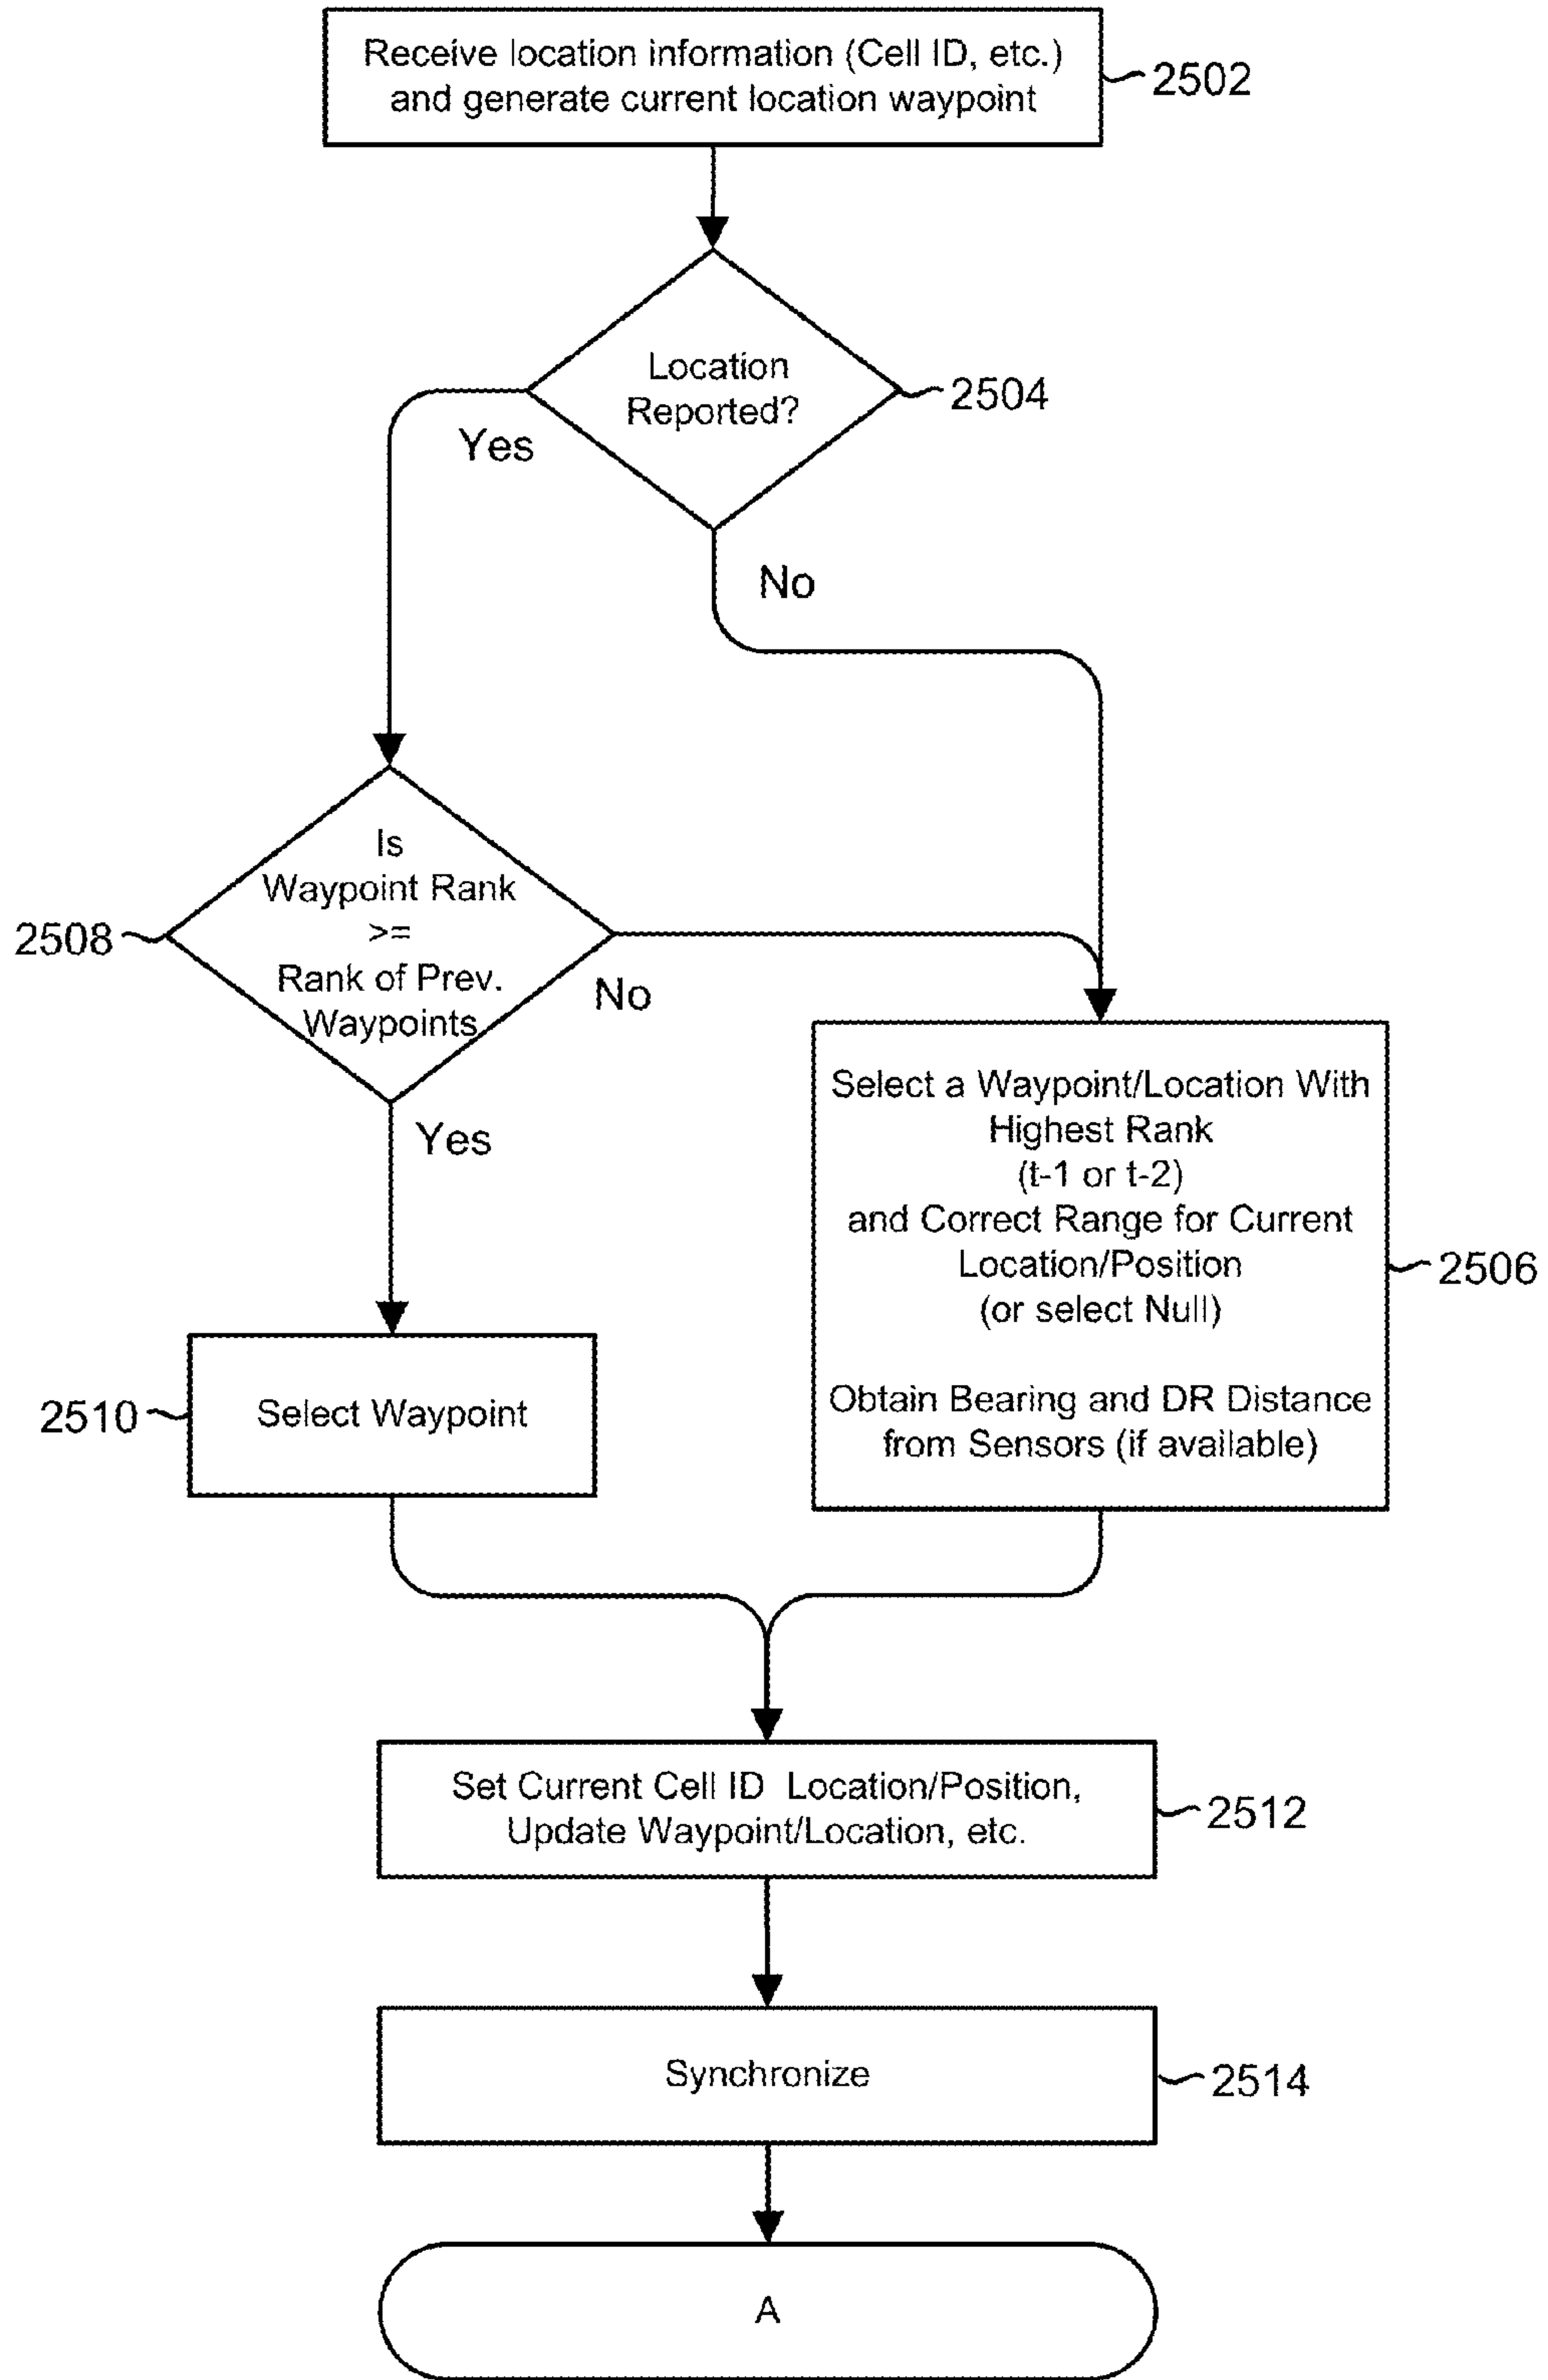 Receive location information (Cell ID, etc.)
and generate current location waypoint
2502
Location
Reported?
2504
Yes
No
Is
Waypoint Rank
>=
Rank of Prev.
Waypoints
2508
No
Yes
Select a Waypoint/Location With
Highest Rank
(t-1 or t-2)
and Correct Range for Current
Location/Position
(or select Null)
Obtain Bearing and DR Distance
from Sensors (if available)
2506
Select Waypoint
2510
Set Current Cell ID Location/Position,
Update Waypoint/Location, etc.
2512
Synchronize
2514
A